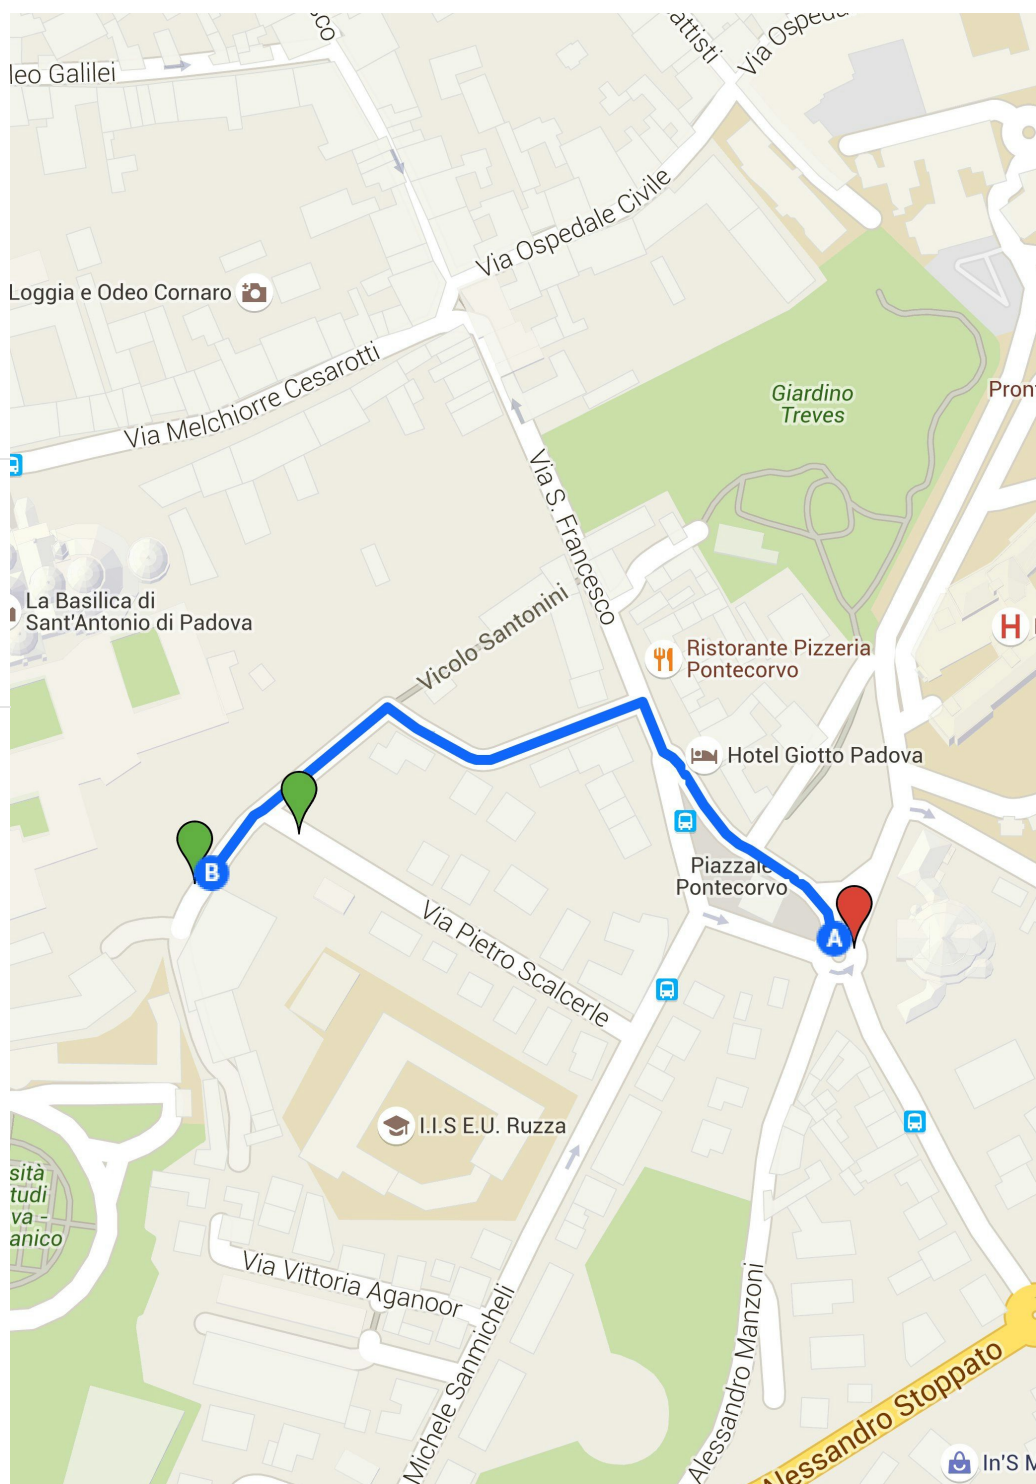 sco
attisti
Via Ospeda
leo Galilei
Via Ospedale Civile
Loggia e Odeo Cornaro
Via Melchiorre Cesarotti
Giardino
Treves
Pron
Via S. Francesco
La Basilica di
Sant'Antonio di Padova
Vicolo Santonini
H
Ristorante Pizzeria
Pontecorvo
Hotel Giotto Padova
B
Piazzale
Pontecorvo
A
Via Pietro Scalcerle
I.I.S E.U. Ruzza
sità
tudi
va -
anico
Via Vittoria Aganoor
Michele Sanmicheli
Alessandro Manzoni
Alessandro Stoppato
In'S M